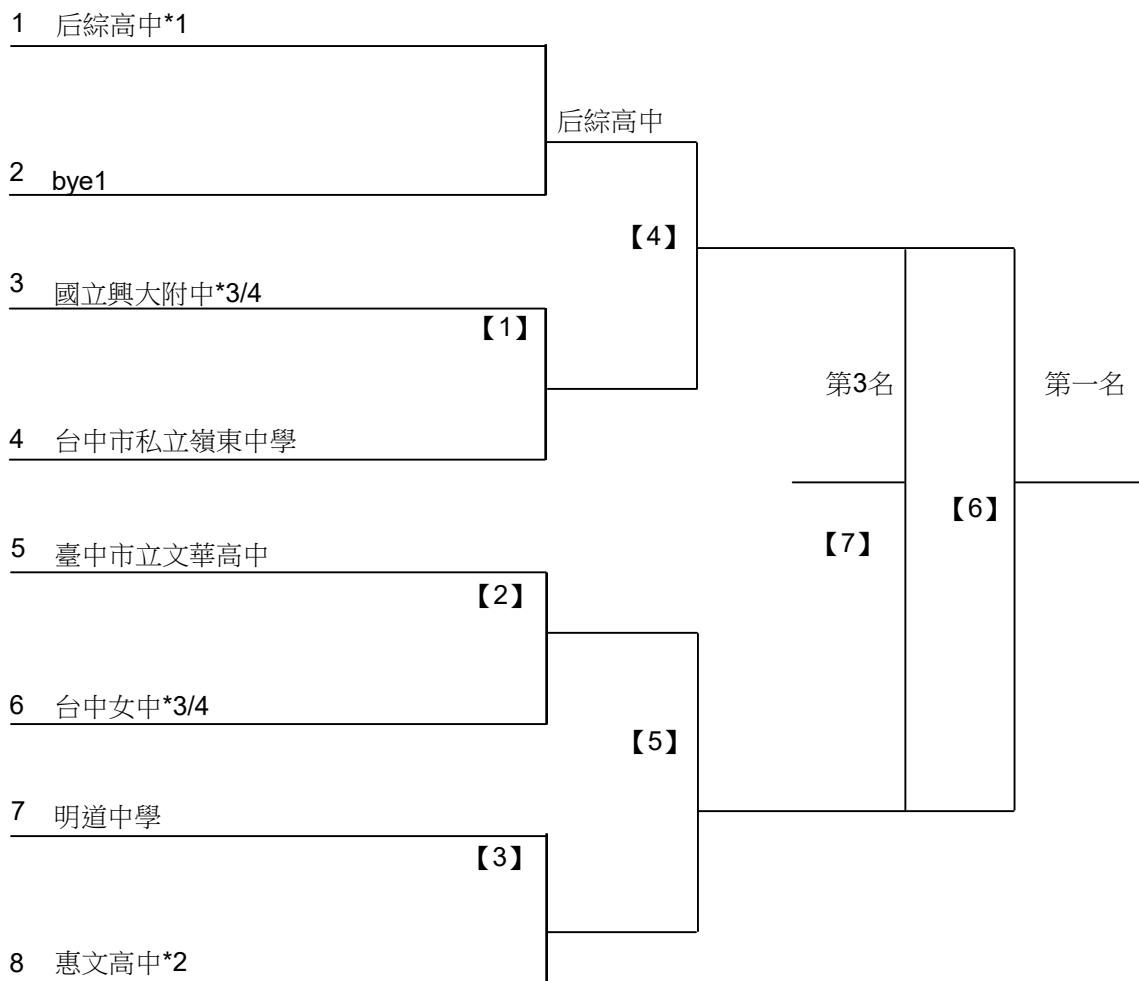 1 后綜高中*1
后綜高中
2 bye1
【4】
3 國立興大附中*3/4
【1】
第3名
第一名
4 台中市私立嶺東中學
【6】
5 臺中市立文華高中
【7】
【2】
6 台中女中*3/4
【5】
7 明道中學
【3】
8 惠文高中*2